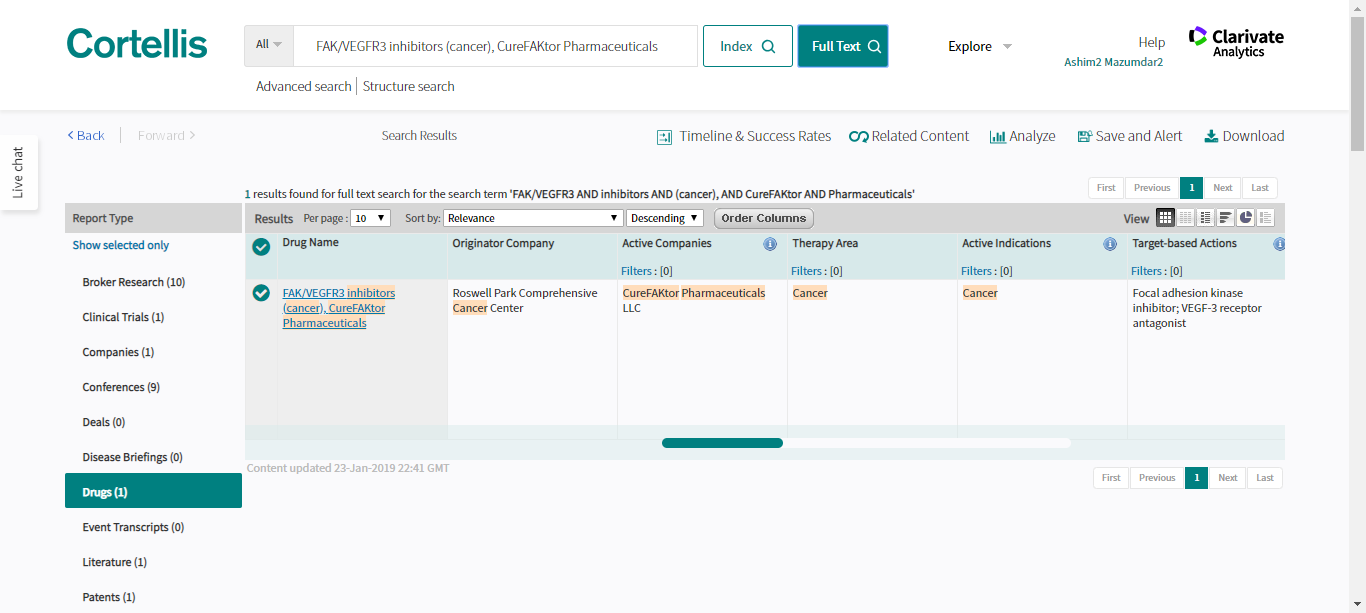 Cortellis
All
FAK/VEGFR3 inhibitors (cancer), CureFAKtor Pharmaceuticals
Index
Full Text
Explore
Help
Ashim2 Mazumdar2
Clarivate
Analytics
Advanced search
Structure search
Live chat
Back
Forward
Search Results
Timeline & Success Rates
Related Content
Analyze
Save and Alert
Download
1 results found for full text search for the search term 'FAK/VEGFR3 AND inhibitors AND (cancer), AND CureFAKtor AND Pharmaceuticals'
First Previous 1 Next Last
Report Type
Show selected only
Broker Research (10)
Clinical Trials (1)
Companies (1)
Conferences (9)
Deals (0)
Disease Briefings (0)
Drugs (1)
Event Transcripts (0)
Literature (1)
Patents (1)
Results Per page : 10 Sort by: Relevance Descending Order Columns View
Drug Name
Originator Company
Active Companies
Therapy Area
Active Indications
Target-based Actions
Filters : [0]
Filters : [0]
Filters : [0]
Filters : [0]
FAK/VEGFR3 inhibitors
(cancer), CureFAKtor
Pharmaceuticals
Roswell Park Comprehensive
Cancer Center
CureFAKtor Pharmaceuticals
LLC
Cancer
Cancer
Focal adhesion kinase
inhibitor; VEGF-3 receptor
antagonist
Content updated 23-Jan-2019 22:41 GMT
First Previous 1 Next Last